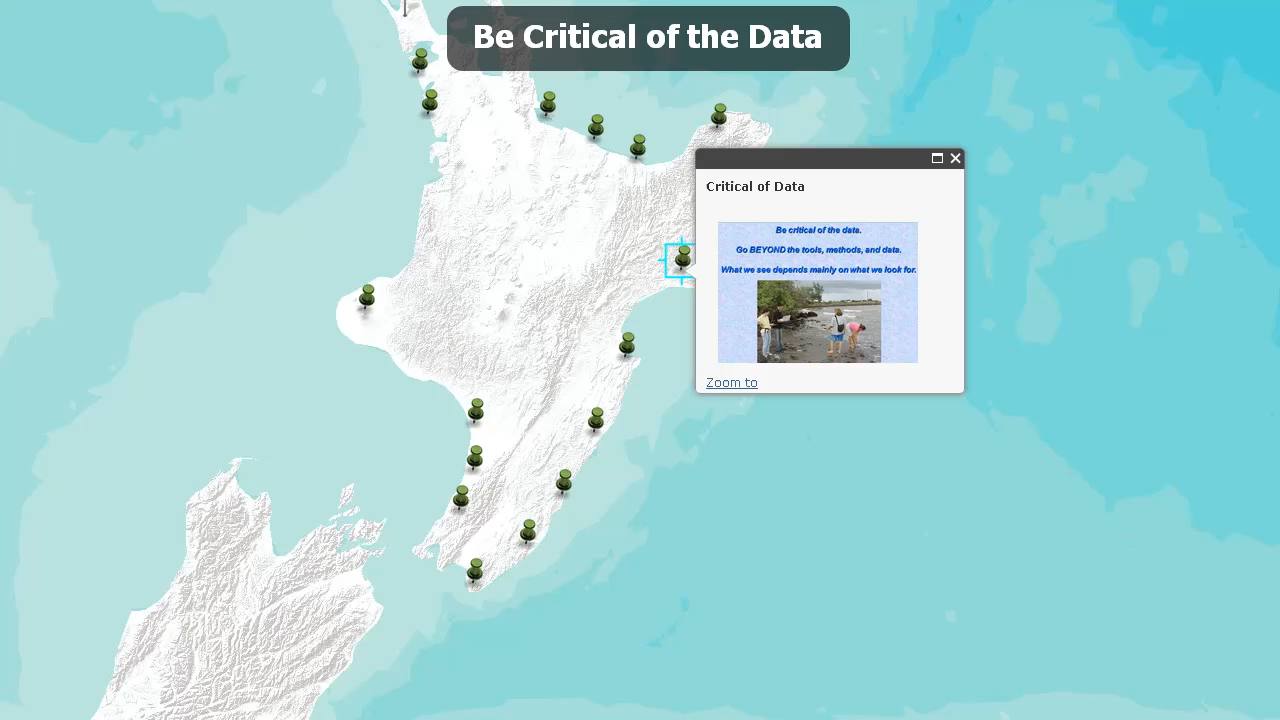 Be Critical of the Data
Critical of Data
Be critical of the data.
Go BEYOND the tools, methods, and data.
What we see depends mainly on what we look for.
Zoom to